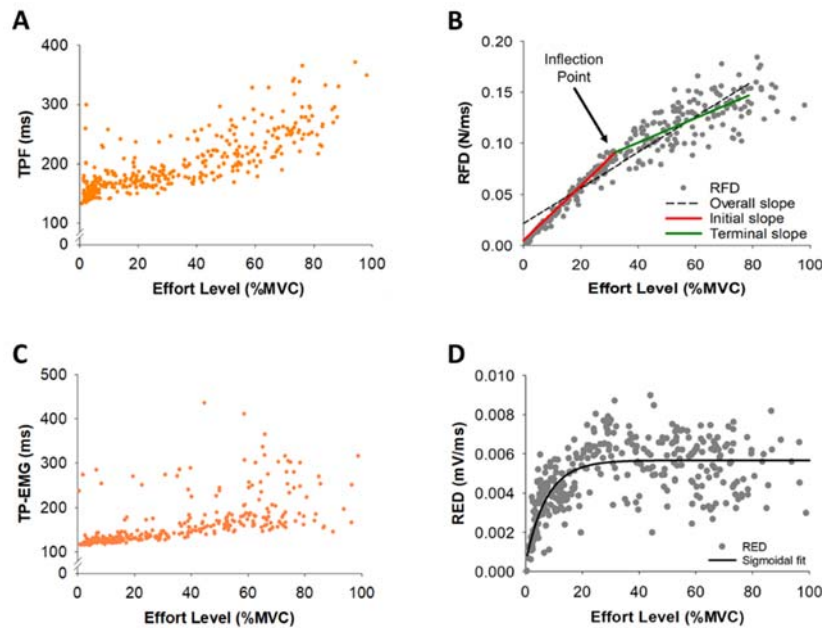 A
400
300
200
100
0
TPF (ms)
0 20 40 60 80 100
Effort Level (%MVC)
B
0.20
0.15
0.10
0.05
0.00
RFD (N/ms)
Inflection
Point
RFD
Overall slope
Initial slope
Terminal slope
0 20 40 60 80 100
Effort Level (%MVC)
C
500
400
300
200
100
0
TP-EMG (ms)
0 20 40 60 80 100
Effort Level (%MVC)
D
0.010
0.008
0.006
0.004
0.002
0.000
RED (mV/ms)
RED
Sigmoidal fit
0 20 40 60 80 100
Effort Level (%MVC)